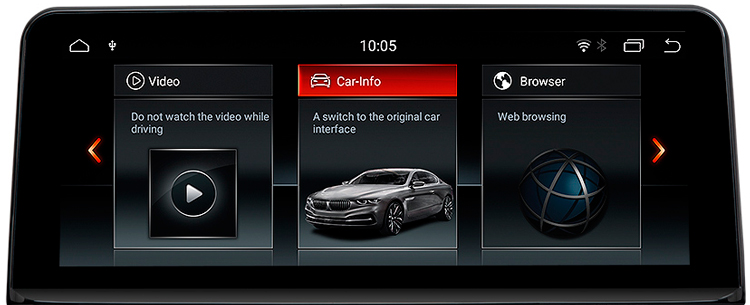 10:05
Video
Car-Info
Browser
Do not watch the video while
driving
A switch to the original car
interface
Web browsing